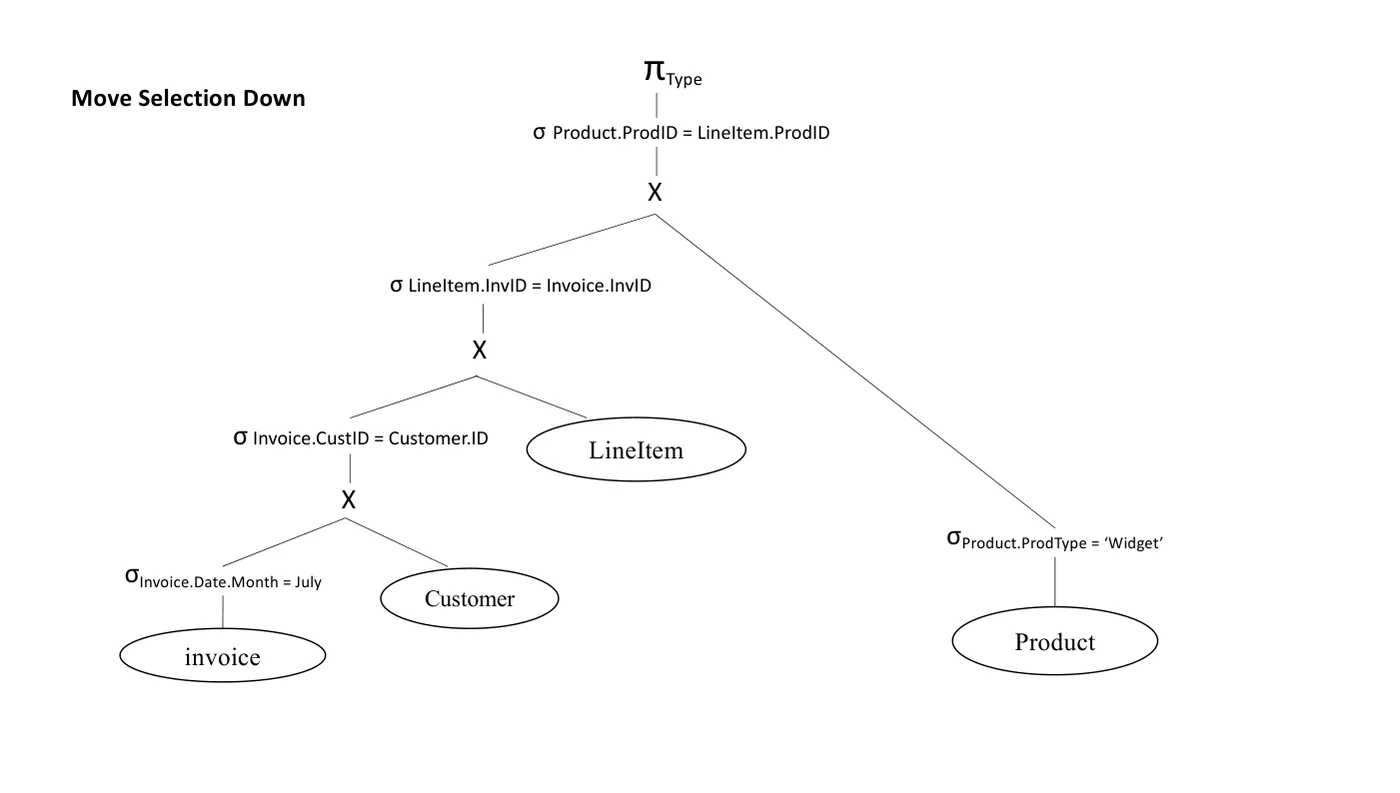 πType
Move Selection Down
σ Product.ProdID = LineItem.ProdID
X
σ LineItem.InvID = Invoice.InvID
X
σ Invoice.CustID = Customer.ID
LineItem
X
σProduct.ProdType = ‘Widget’
σInvoice.Date.Month = July
Customer
Product
invoice